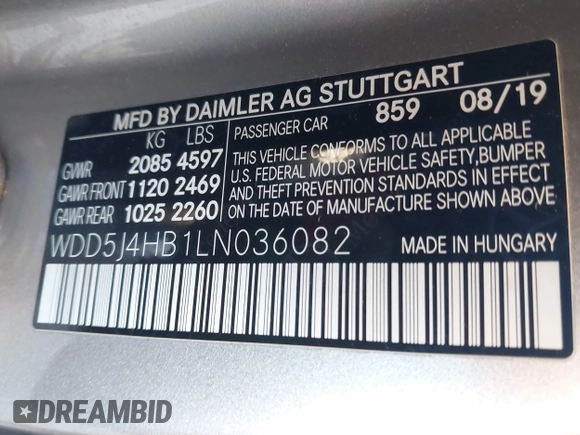 MFD BY DAIMLER AG STUTTGART
KG LBS
GVWR 2085 4597
GAWR FRONT 1120 2469
GAWR REAR 1025 2260
PASSENGER CAR 859 08/19
THIS VEHICLE CONFORMS TO ALL APPLICABLE
U.S. FEDERAL MOTOR VEHICLE SAFETY, BUMPER
AND THEFT PREVENTION STANDARDS IN EFFECT
ON THE DATE OF MANUFACTURE SHOWN ABOVE
WDD5J4HB1LN036082 MADE IN HUNGARY
DREAMBID